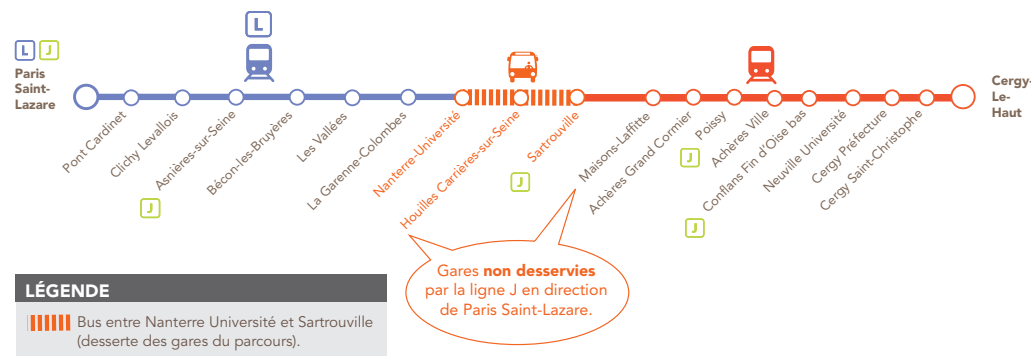 L
L J
Paris
Saint-
Lazare
Cergy-
Le-
Haut
Pont Cardinet
Clichy Levallois
Asnières-sur-Seine
J
Bécon-les-Bruyères
Les Vallées
La Garenne-Colombes
Nanterre-Université
Houilles Carrières-sur-Seine
J
Sartrouville
Maisons-Laffitte
Achères Grand Cormier
J
Poissy
Achères Ville
J
Conflans Fin d'Oise bas
Neuville Université
Cergy Préfecture
Cergy Saint-Christophe
Gares non desservies
par la ligne J en direction
de Paris Saint-Lazare.
LÉGENDE
Bus entre Nanterre Université et Sartrouville
(desserte des gares du parcours).